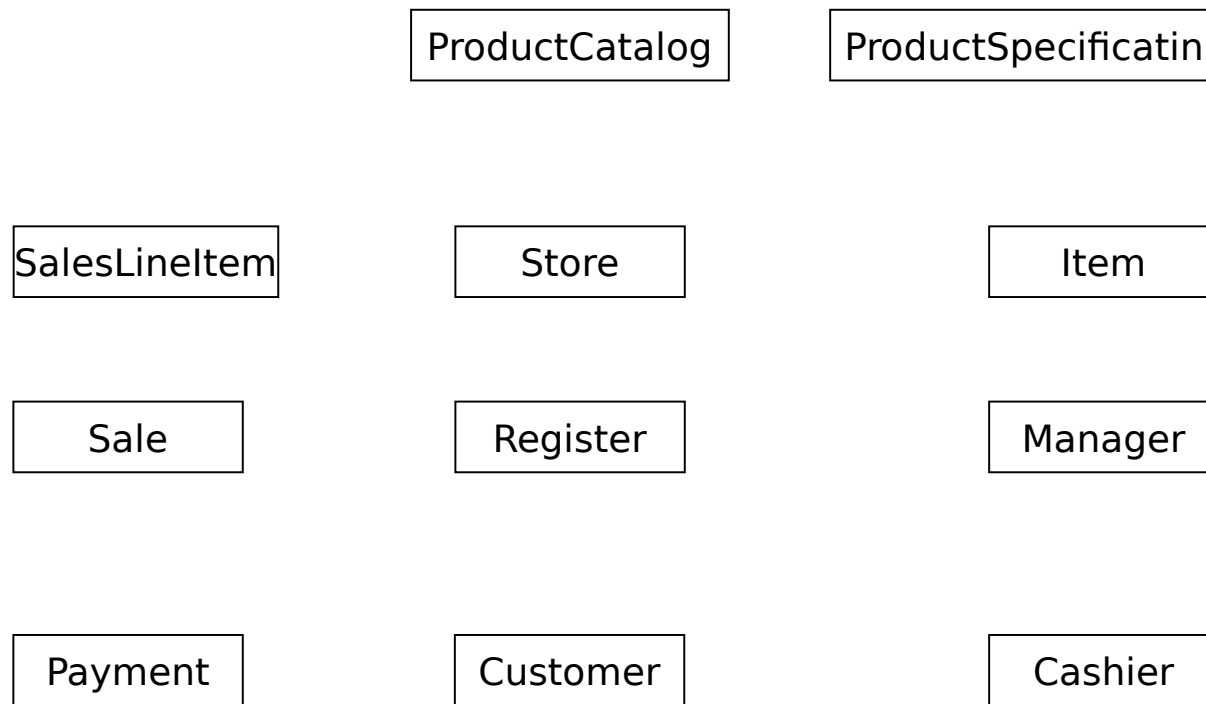 ProductCatalog
ProductSpecificatin
SalesLineItem
Store
Item
Sale
Register
Manager
Payment
Customer
Cashier